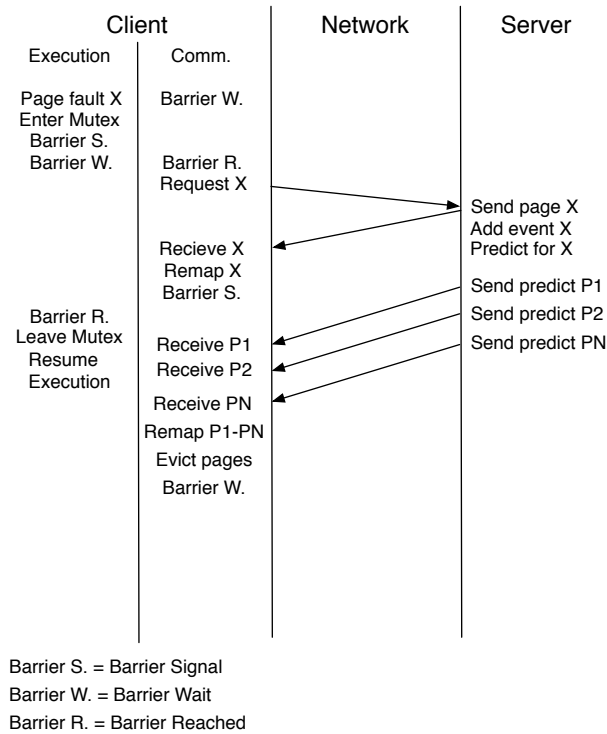 Client Network Server
Execution Comm.
Page fault X Barrier W.
Enter Mutex
Barrier S.
Barrier W. Barrier R.
Request X
Send page X
Add event X
Recieve X Predict for X
Remap X
Barrier S. Send predict P1
Barrier R. Send predict P2
Leave Mutex Receive P1 Send predict PN
Resume Receive P2
Execution
Receive PN
Remap P1-PN
Evict pages
Barrier W.
Barrier S. = Barrier Signal
Barrier W. = Barrier Wait
Barrier R. = Barrier Reached